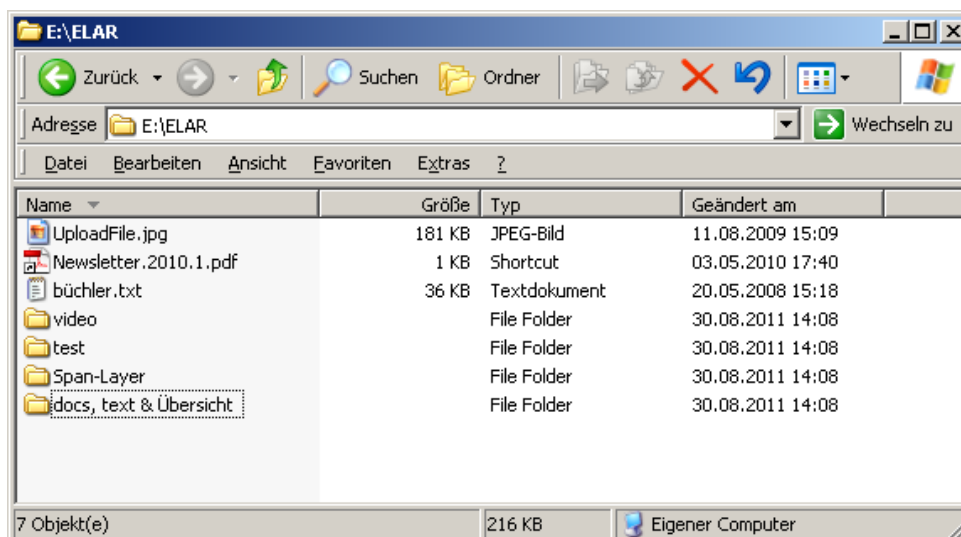 E:\ELAR
Zurück Suchen Ordner
Adresse E:\ELAR Wechseln zu
Datei Bearbeiten Ansicht Favoriten Extras ?
Name Größe Typ Geändert am
UploadFile.jpg 181 KB JPEG-Bild 11.08.2009 15:09
Newsletter.2010.1.pdf 1 KB Shortcut 03.05.2010 17:40
büchler.txt 36 KB Textdokument 20.05.2008 15:18
video File Folder 30.08.2011 14:08
test File Folder 30.08.2011 14:08
Span-Layer File Folder 30.08.2011 14:08
docs, text & Übersicht File Folder 30.08.2011 14:08
7 Objekt(e) 216 KB Eigener Computer